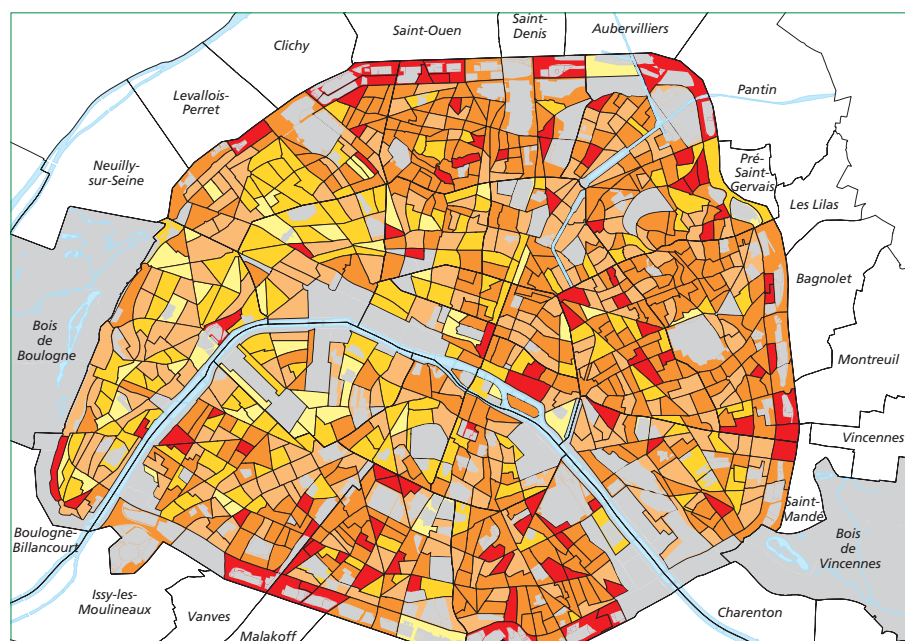 Saint-Ouen
Saint-
Denis
Aubervilliers
Clichy
Levallois-
Perret
Pantin
Neuilly-
sur-Seine
Pré-
Saint-
Gervais
Les Lilas
Bagnolet
Bois
de
Boulogne
Montreuil
Vincennes
Saint-
Mandé
Boulogne-
Billancourt
Bois
de
Vincennes
Issy-les-
Moulineaux
Vanves
Malakoff
Charenton